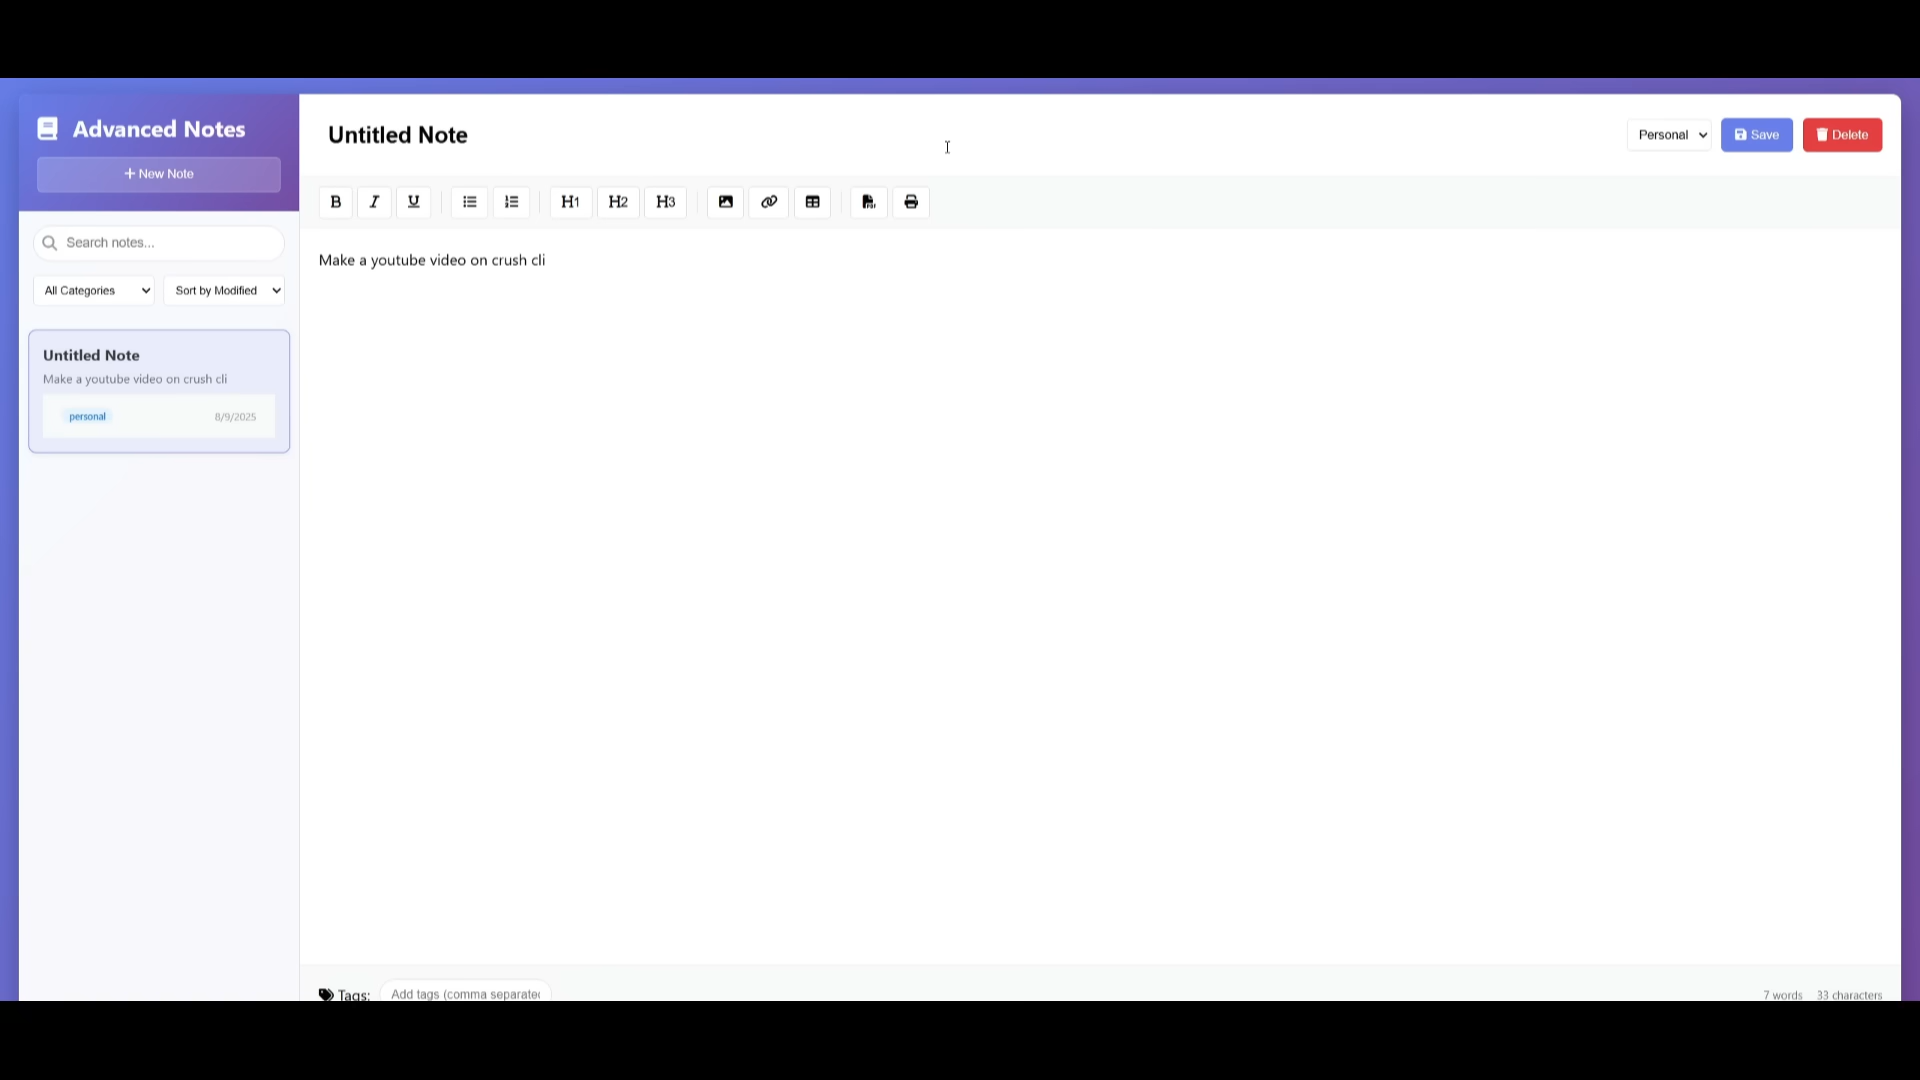 Advanced Notes
+ New Note
Search notes...
All Categories
Sort by Modified
Untitled Note
Make a youtube video on crush cli
personal
8/9/2025
Untitled Note
Personal
Save
Delete
B
I
U
H1
H2
H3
Make a youtube video on crush cli
Tags:
Add tags (comma separated
7 words
33 characters